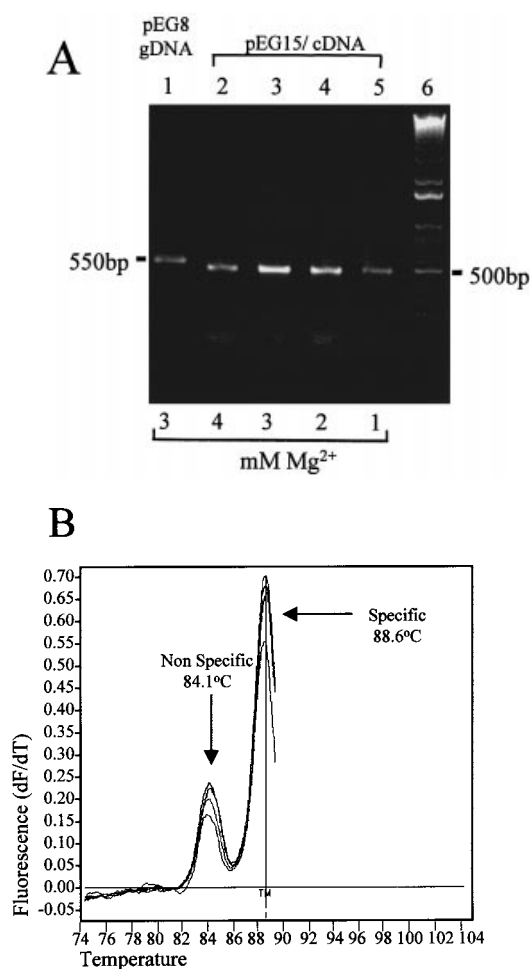 A
pEG8
gDNA
pEG15/ cDNA
1 2 3 4 5 6
550bp
500bp
3 4 3 2 1
mM Mg²⁺
B
0.70
0.65
0.60
0.55
0.50
0.45
0.40
0.35
0.30
0.25
0.20
0.15
0.10
0.05
0.00
-0.05
Fluorescence (dF/dT)
Non Specific
84.1ºC
Specific
88.6ºC
TM
74 76 78 80 82 84 86 88 90 92 94 96 98 100 102 104
Temperature